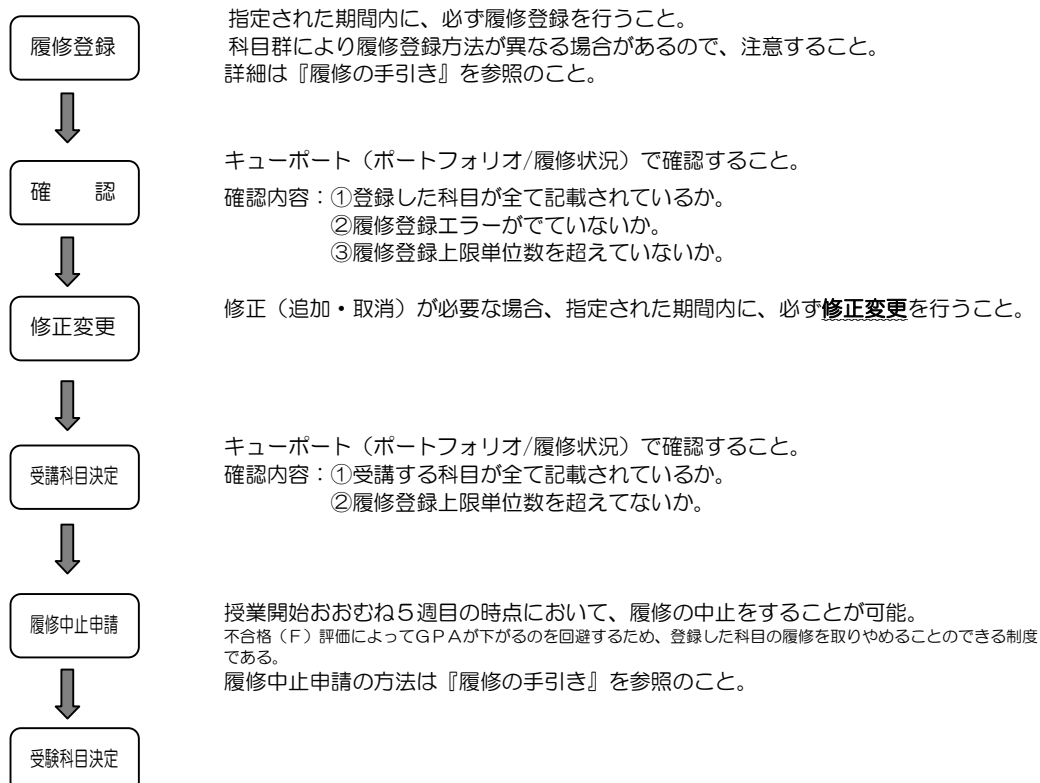 履修登録
指定された期間内に、必ず履修登録を行うこと。
科目群により履修登録方法が異なる場合があるので、注意すること。
詳細は『履修の手引き』を参照のこと。
確　認
キューポート（ポートフォリオ/履修状況）で確認すること。
確認内容：①登録した科目が全て記載されているか。
②履修登録エラーがでていないか。
③履修登録上限単位数を超えていないか。
修正変更
修正（追加・取消）が必要な場合、指定された期間内に、必ず修正変更を行うこと。
受講科目決定
キューポート（ポートフォリオ/履修状況）で確認すること。
確認内容：①受講する科目が全て記載されているか。
②履修登録上限単位数を超えてないか。
履修中止申請
授業開始おおむね５週目の時点において、履修の中止をすることが可能。
不合格（F）評価によってＧＰＡが下がるのを回避するため、登録した科目の履修を取りやめることのできる制度
である。
履修中止申請の方法は『履修の手引き』を参照のこと。
受験科目決定